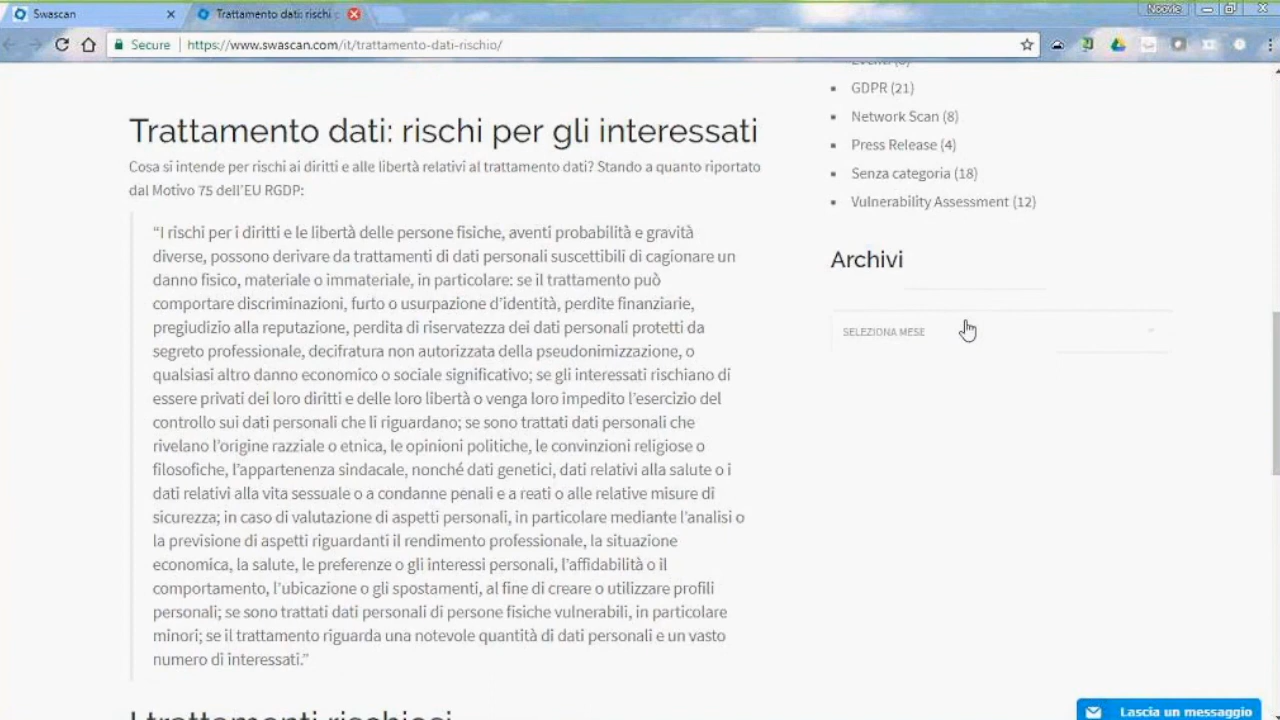 Swascan
Trattamento dati: rischi
Noovle
Secure
https://www.swascan.com/it/trattamento-dati-rischio/
Trattamento dati: rischi per gli interessati
Cosa si intende per rischi ai diritti e alle libertà relativi al trattamento dati? Stando a quanto riportato
dal Motivo 75 dell'EU RGDP:
“I rischi per i diritti e le libertà delle persone fisiche, aventi probabilità e gravità
diverse, possono derivare da trattamenti di dati personali suscettibili di cagionare un
danno fisico, materiale o immateriale, in particolare: se il trattamento può
comportare discriminazioni, furto o usurpazione d'identità, perdite finanziarie,
pregiudizio alla reputazione, perdita di riservatezza dei dati personali protetti da
segreto professionale, decifratura non autorizzata della pseudonimizzazione, o
qualsiasi altro danno economico o sociale significativo; se gli interessati rischiano di
essere privati dei loro diritti e delle loro libertà o venga loro impedito l'esercizio del
controllo sui dati personali che li riguardano; se sono trattati dati personali che
rivelano l'origine razziale o etnica, le opinioni politiche, le convinzioni religiose o
filosofiche, l'appartenenza sindacale, nonché dati genetici, dati relativi alla salute o i
dati relativi alla vita sessuale o a condanne penali e a reati o alle relative misure di
sicurezza; in caso di valutazione di aspetti personali, in particolare mediante l'analisi o
la previsione di aspetti riguardanti il rendimento professionale, la situazione
economica, la salute, le preferenze o gli interessi personali, l'affidabilità o il
comportamento, l'ubicazione o gli spostamenti, al fine di creare o utilizzare profili
personali; se sono trattati dati personali di persone fisiche vulnerabili, in particolare
minori; se il trattamento riguarda una notevole quantità di dati personali e un vasto
numero di interessati.”
I trattamenti rischiosi
GDPR (21)
Network Scan (8)
Press Release (4)
Senza categoria (18)
Vulnerability Assessment (12)
Archivi
SELEZIONA MESE
Lascia un messaggio